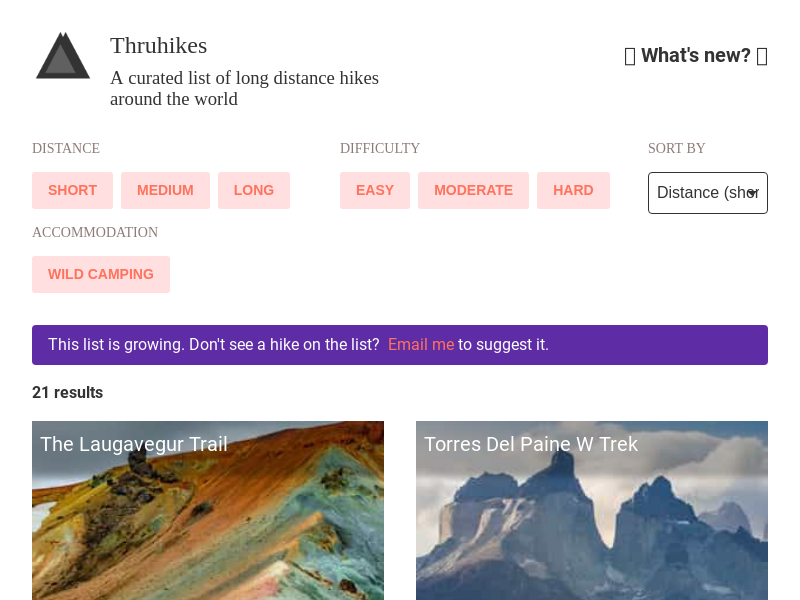 Thruhikes
A curated list of long distance hikes
around the world
What's new?
DISTANCE
SHORT MEDIUM LONG
DIFFICULTY
EASY MODERATE HARD
SORT BY
Distance (shor
ACCOMMODATION
WILD CAMPING
This list is growing. Don't see a hike on the list? Email me to suggest it.
21 results
The Laugavegur Trail
Torres Del Paine W Trek